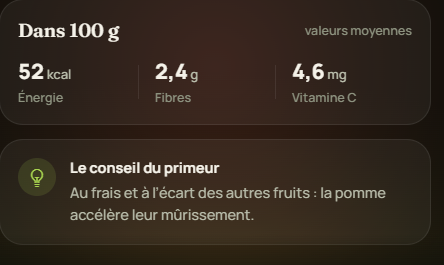 Dans 100 g
valeurs moyennes
52 kcal
2,4 g
4,6 mg
Énergie
Fibres
Vitamine C
Le conseil du primeur
Au frais et à l'écart des autres fruits : la pomme
accélère leur mûrissement.